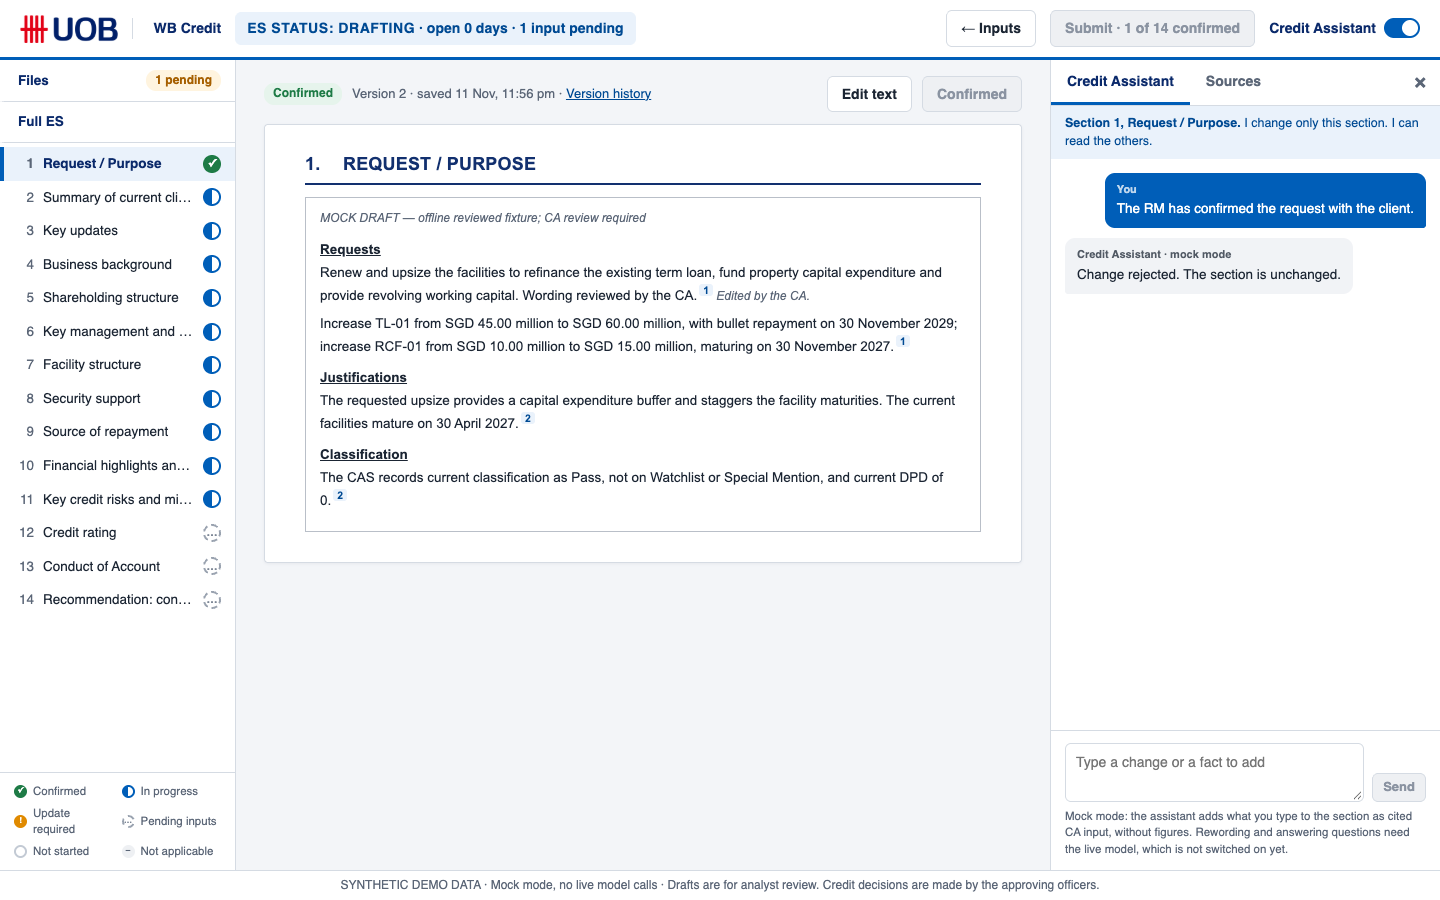 UOB
WB Credit
ES STATUS: DRAFTING · open 0 days · 1 input pending
← Inputs
Submit · 1 of 14 confirmed
Credit Assistant
Files
1 pending
Full ES
1 Request / Purpose
2 Summary of current cli...
3 Key updates
4 Business background
5 Shareholding structure
6 Key management and ...
7 Facility structure
8 Security support
9 Source of repayment
10 Financial highlights an...
11 Key credit risks and mi...
12 Credit rating
13 Conduct of Account
14 Recommendation: con...
Confirmed
In progress
Update required
Pending inputs
Not started
Not applicable
Confirmed
Version 2 · saved 11 Nov, 11:56 pm · Version history
Edit text
Confirmed
1. REQUEST / PURPOSE
MOCK DRAFT — offline reviewed fixture; CA review required
Requests
Renew and upsize the facilities to refinance the existing term loan, fund property capital expenditure and
provide revolving working capital. Wording reviewed by the CA. 1 Edited by the CA.
Increase TL-01 from SGD 45.00 million to SGD 60.00 million, with bullet repayment on 30 November 2029;
increase RCF-01 from SGD 10.00 million to SGD 15.00 million, maturing on 30 November 2027. 1
Justifications
The requested upsize provides a capital expenditure buffer and staggers the facility maturities. The current
facilities mature on 30 April 2027. 2
Classification
The CAS records current classification as Pass, not on Watchlist or Special Mention, and current DPD of
0. 2
Credit Assistant
Sources
×
Section 1, Request / Purpose. I change only this section. I can
read the others.
You
The RM has confirmed the request with the client.
Credit Assistant · mock mode
Change rejected. The section is unchanged.
Type a change or a fact to add
Send
Mock mode: the assistant adds what you type to the section as cited
CA input, without figures. Rewording and answering questions need
the live model, which is not switched on yet.
SYNTHETIC DEMO DATA · Mock mode, no live model calls · Drafts are for analyst review. Credit decisions are made by the approving officers.